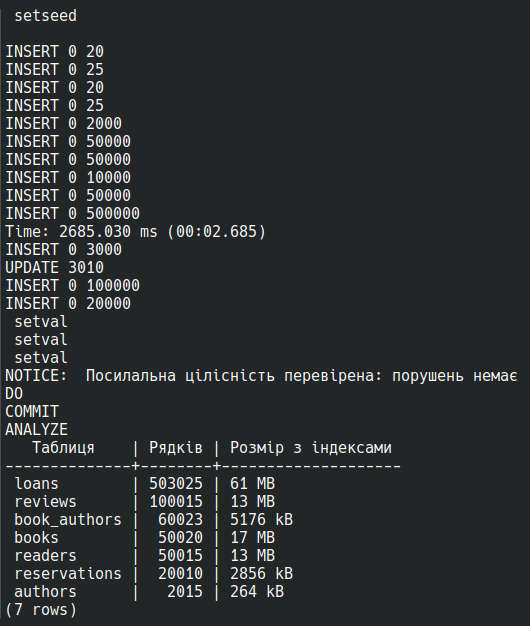 setseed
INSERT 0 20
INSERT 0 25
INSERT 0 20
INSERT 0 25
INSERT 0 2000
INSERT 0 50000
INSERT 0 50000
INSERT 0 10000
INSERT 0 50000
INSERT 0 500000
Time: 2685.030 ms (00:02.685)
INSERT 0 3000
UPDATE 3010
INSERT 0 100000
INSERT 0 20000
setval
setval
setval
NOTICE:  Посилальна цілісність перевірена: порушень немає
DO
COMMIT
ANALYZE
   Таблиця    | Рядків | Розмір з індексами
--------------+--------+--------------------
 loans        | 503025 | 61 MB
 reviews      | 100015 | 13 MB
 book_authors |  60023 | 5176 kB
 books        |  50020 | 17 MB
 readers      |  50015 | 13 MB
 reservations |  20010 | 2856 kB
 authors      |   2015 | 264 kB
(7 rows)